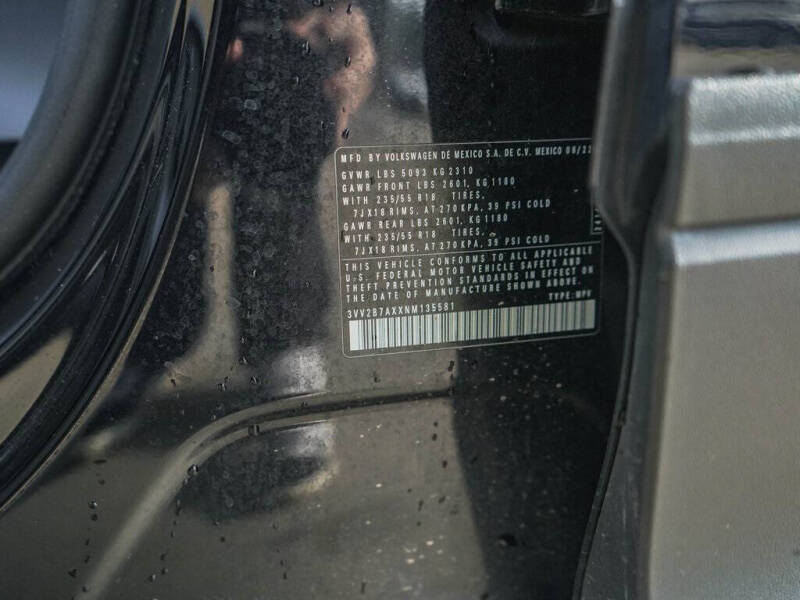 MFD BY VOLKSWAGEN DE MEXICO S.A. DE C.V. MEXICO 06/22
GVWR LBS 5093 KG 2310
GAWR FRONT LBS 2601, KG 1180
WITH 235/55 R18 TIRES,
7JX18 RIMS, AT 270 KPA, 39 PSI COLD
GAWR REAR LBS 2601, KG 1180
WITH 235/55 R18 TIRES,
7JX18 RIMS, AT 270 KPA, 39 PSI COLD
THIS VEHICLE CONFORMS TO ALL APPLICABLE
U.S. FEDERAL MOTOR VEHICLE SAFETY AND
THEFT PREVENTION STANDARDS IN EFFECT ON
THE DATE OF MANUFACTURE SHOWN ABOVE.
3VV2B7AXXNM135581 TYPE: MPV